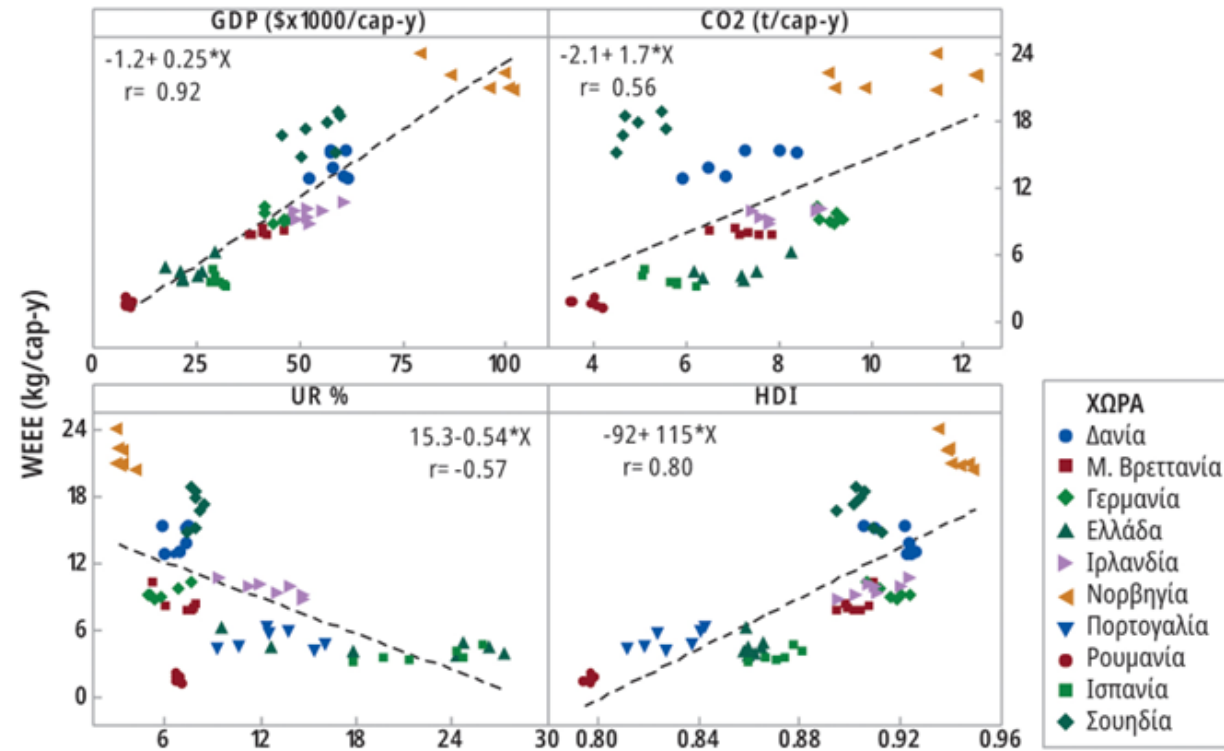 GDP ($x1000/cap-y)
CO2 (t/cap-y)
-1.2+ 0.25*X
r= 0.92
-2.1+ 1.7*X
r= 0.56
24
18
12
6
0
0 25 50 75 100
4 6 8 10 12
WEEE (kg/cap-y)
UR %
HDI
15.3-0.54*X
r= -0.57
-92+ 115*X
r= 0.80
24
18
12
6
0
6 12 18 24 30
0.80 0.84 0.88 0.92 0.96
ΧΩΡΑ
Δανία
Μ. Βρεττανία
Γερμανία
Ελλάδα
Ιρλανδία
Νορβηγία
Πορτογαλία
Ρουμανία
Ισπανία
Σουηδία